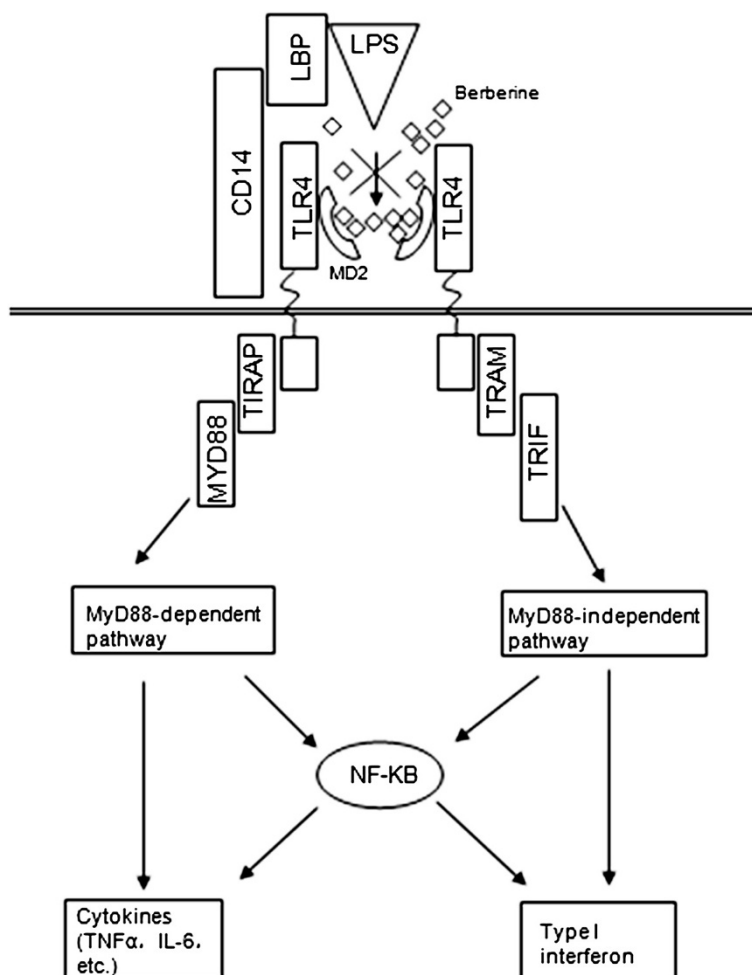 LBP
LPS
Berberine
CD14
TLR4
TLR4
MD2
TIRAP
TRAM
MYD88
TRIF
MyD88-dependent
pathway
MyD88-independent
pathway
NF-KB
Cytokines
(TNFα, IL-6,
etc.)
Type I
interferon